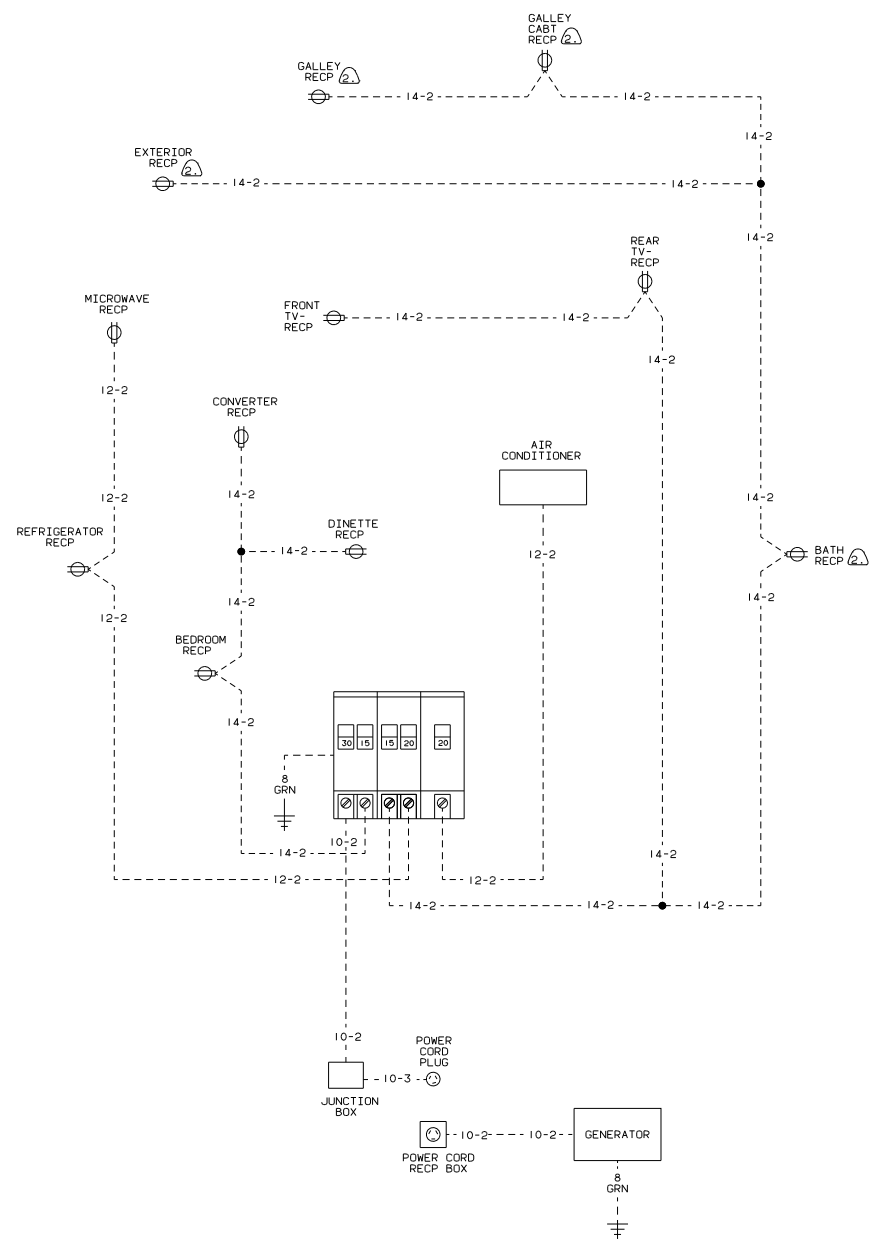 GALLEY
CABT
RECP 2.
GALLEY
RECP 2.
14-2
14-2
14-2
EXTERIOR
RECP 2.
14-2
14-2
14-2
REAR
TV-
RECP
MICROWAVE
RECP
FRONT
TV-
RECP
14-2
14-2
14-2
12-2
CONVERTER
RECP
AIR
CONDITIONER
12-2
14-2
14-2
REFRIGERATOR
RECP
DINETTE
RECP
14-2
12-2
BATH
RECP 2.
14-2
14-2
12-2
BEDROOM
RECP
14-2
30
15
15
20
20
8
GRN
10-2
14-2
14-2
12-2
12-2
14-2
14-2
14-2
10-2
POWER
CORD
PLUG
10-3
JUNCTION
BOX
10-2
10-2
GENERATOR
POWER CORD
RECP BOX
8
GRN